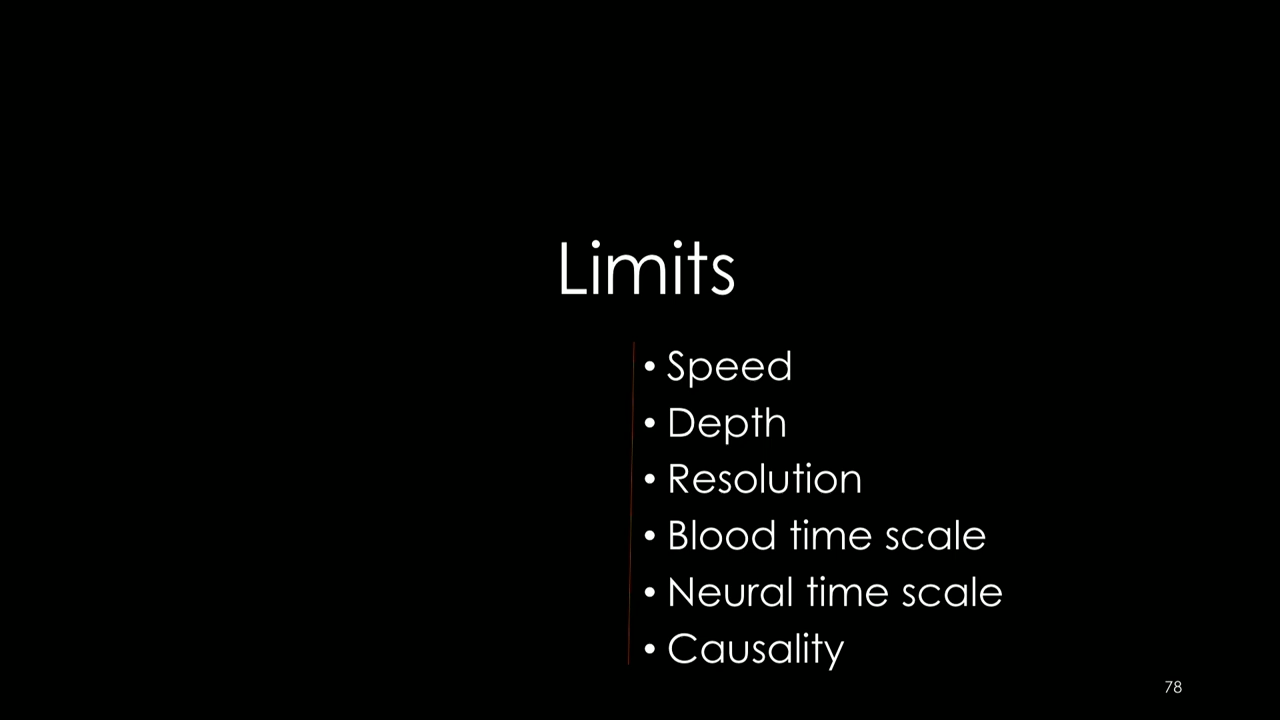 Limits
• Speed
• Depth
• Resolution
• Blood time scale
• Neural time scale
• Causality
78